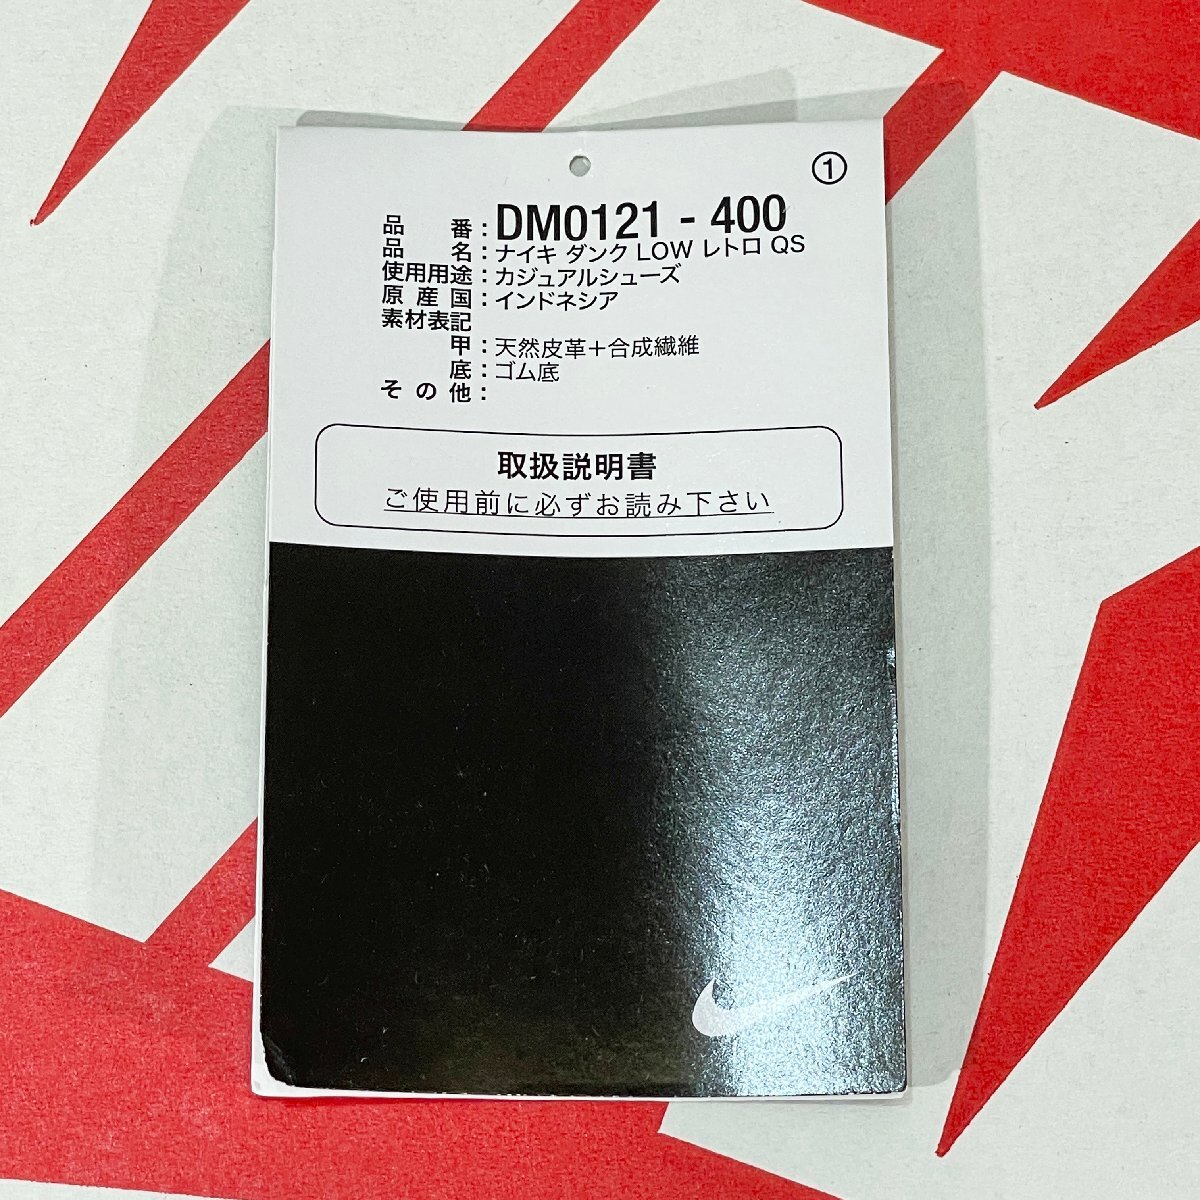 ①
品番：DM0121 - 400
品名：ナイキ ダンク LOW レトロ QS
使用用途：カジュアルシューズ
原産国：インドネシア
素材表記
甲：天然皮革＋合成繊維
底：ゴム底
その他：
取扱説明書
ご使用前に必ずお読み下さい